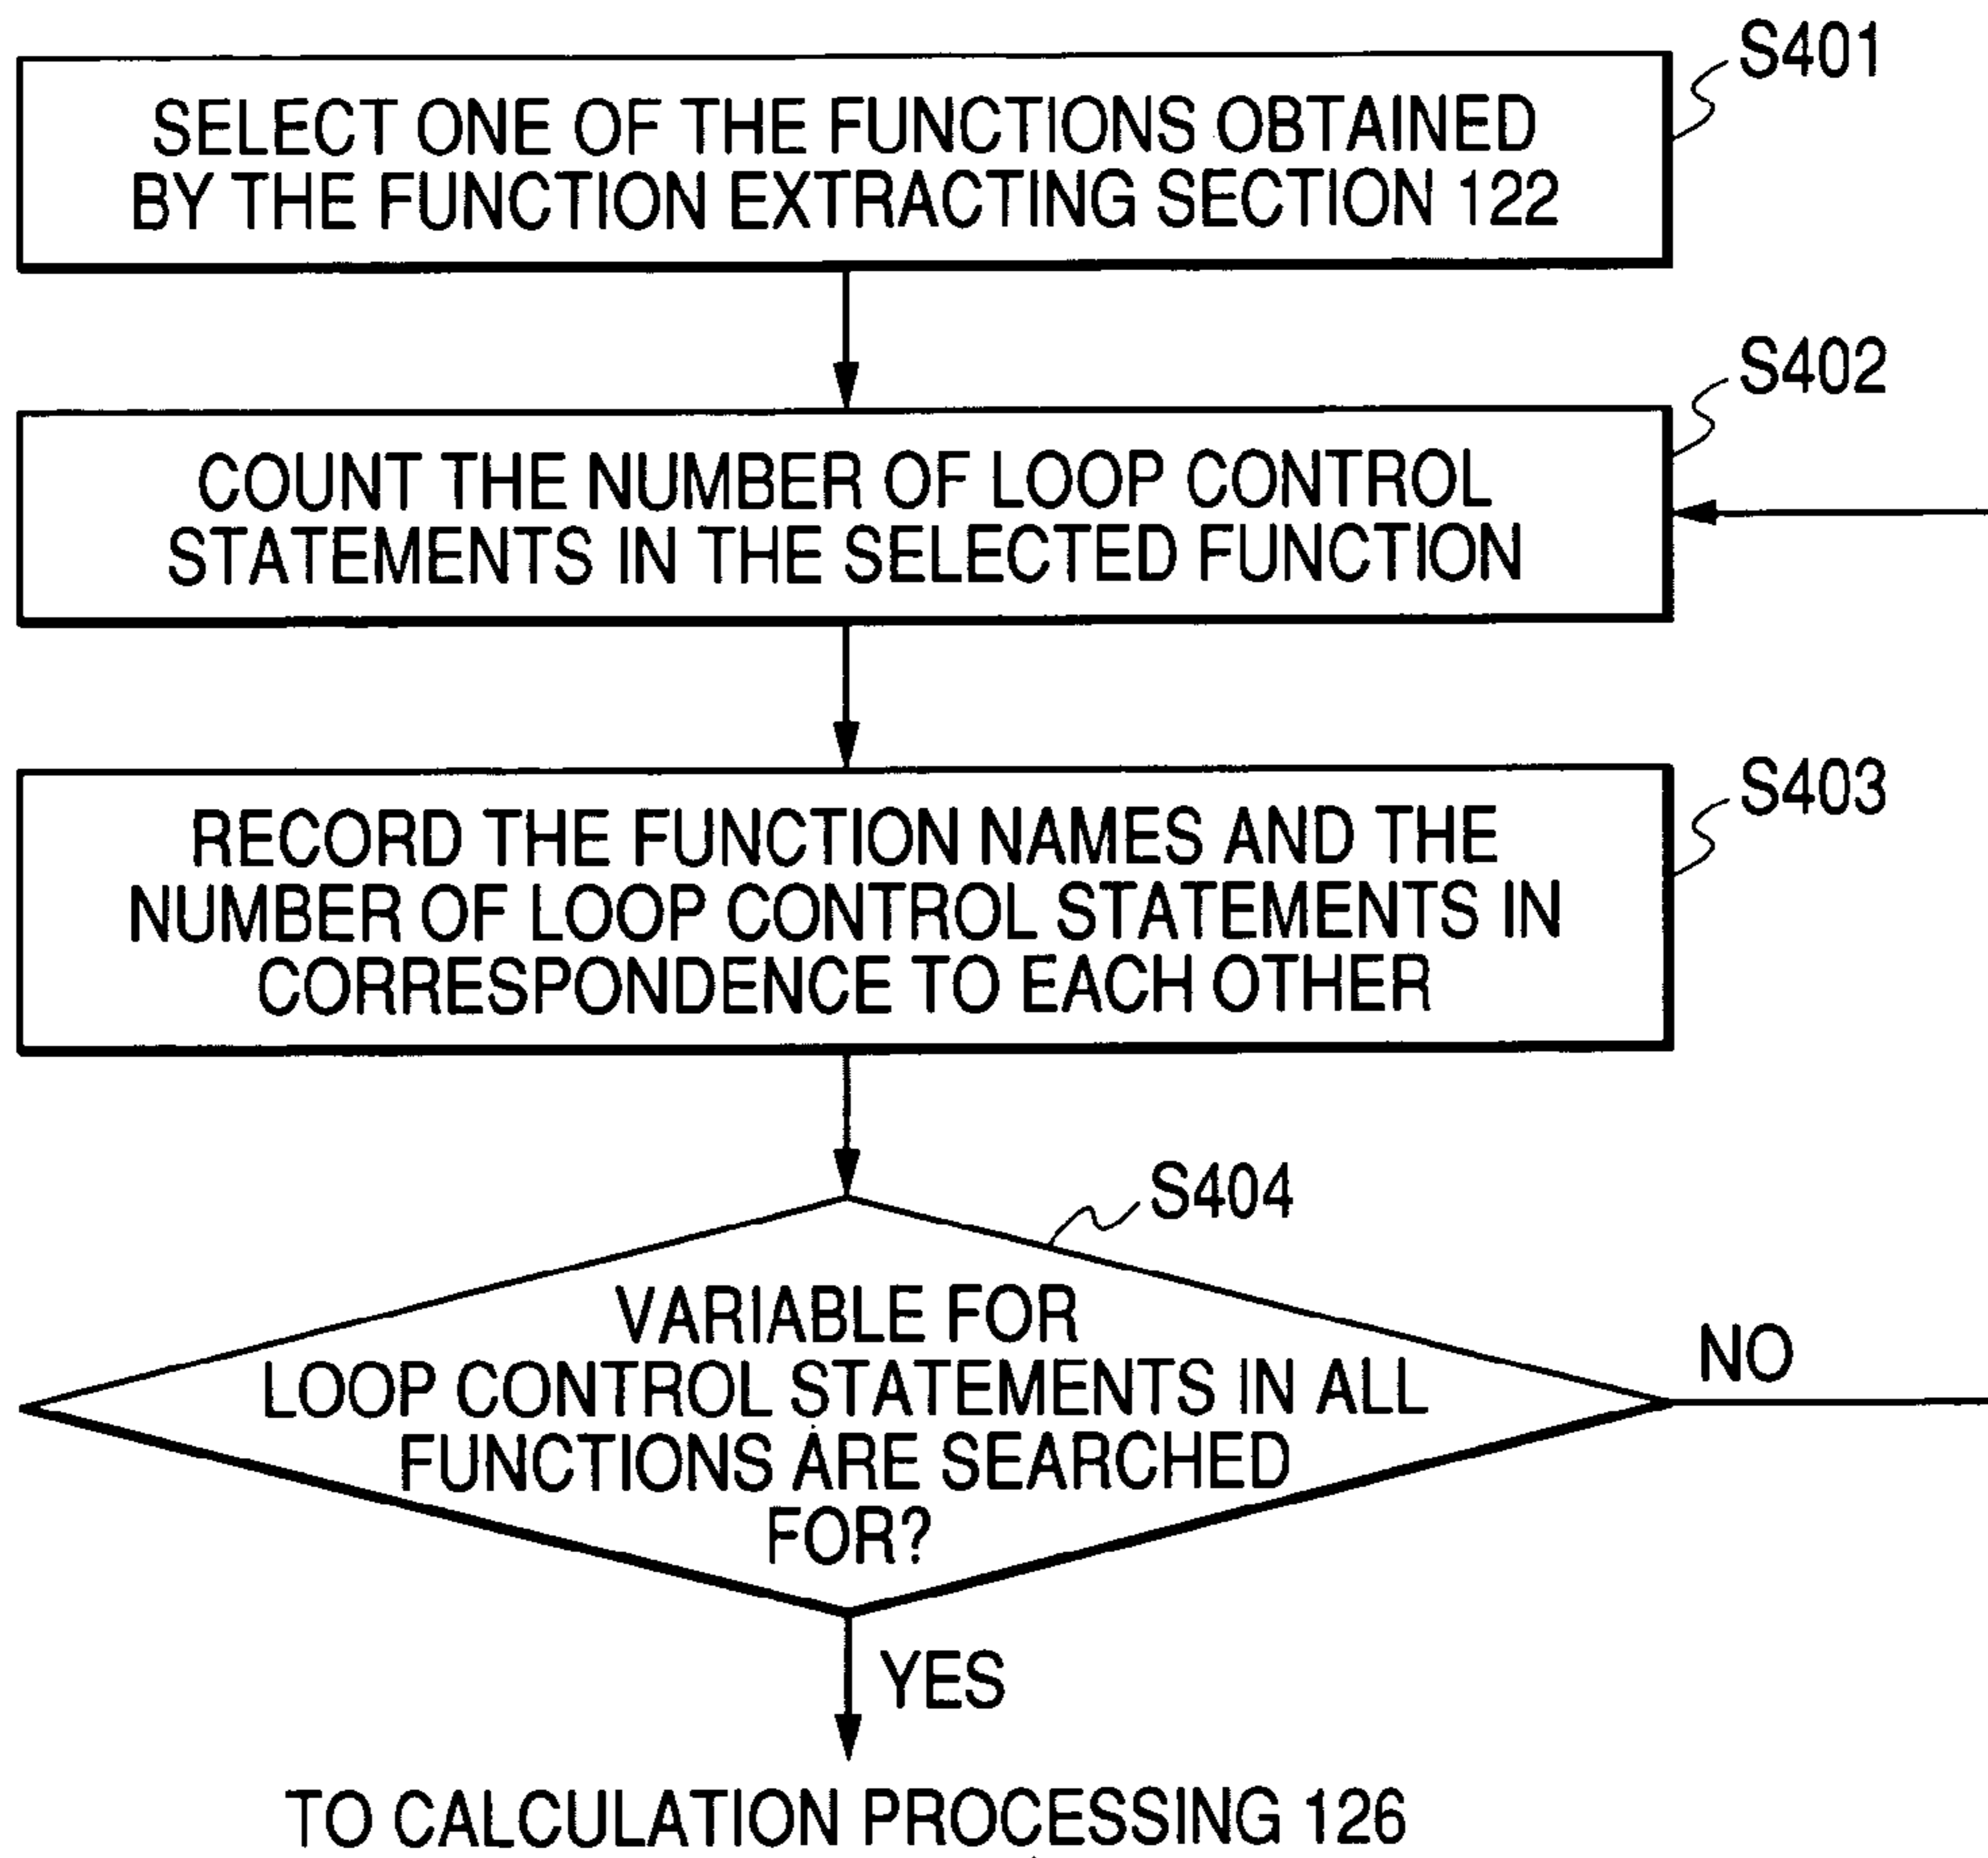 S401
SELECT ONE OF THE FUNCTIONS OBTAINED
BY THE FUNCTION EXTRACTING SECTION 122
S402
COUNT THE NUMBER OF LOOP CONTROL
STATEMENTS IN THE SELECTED FUNCTION
S403
RECORD THE FUNCTION NAMES AND THE
NUMBER OF LOOP CONTROL STATEMENTS IN
CORRESPONDENCE TO EACH OTHER
S404
VARIABLE FOR
LOOP CONTROL STATEMENTS IN ALL
FUNCTIONS ARE SEARCHED
FOR?
NO
YES
TO CALCULATION PROCESSING 126